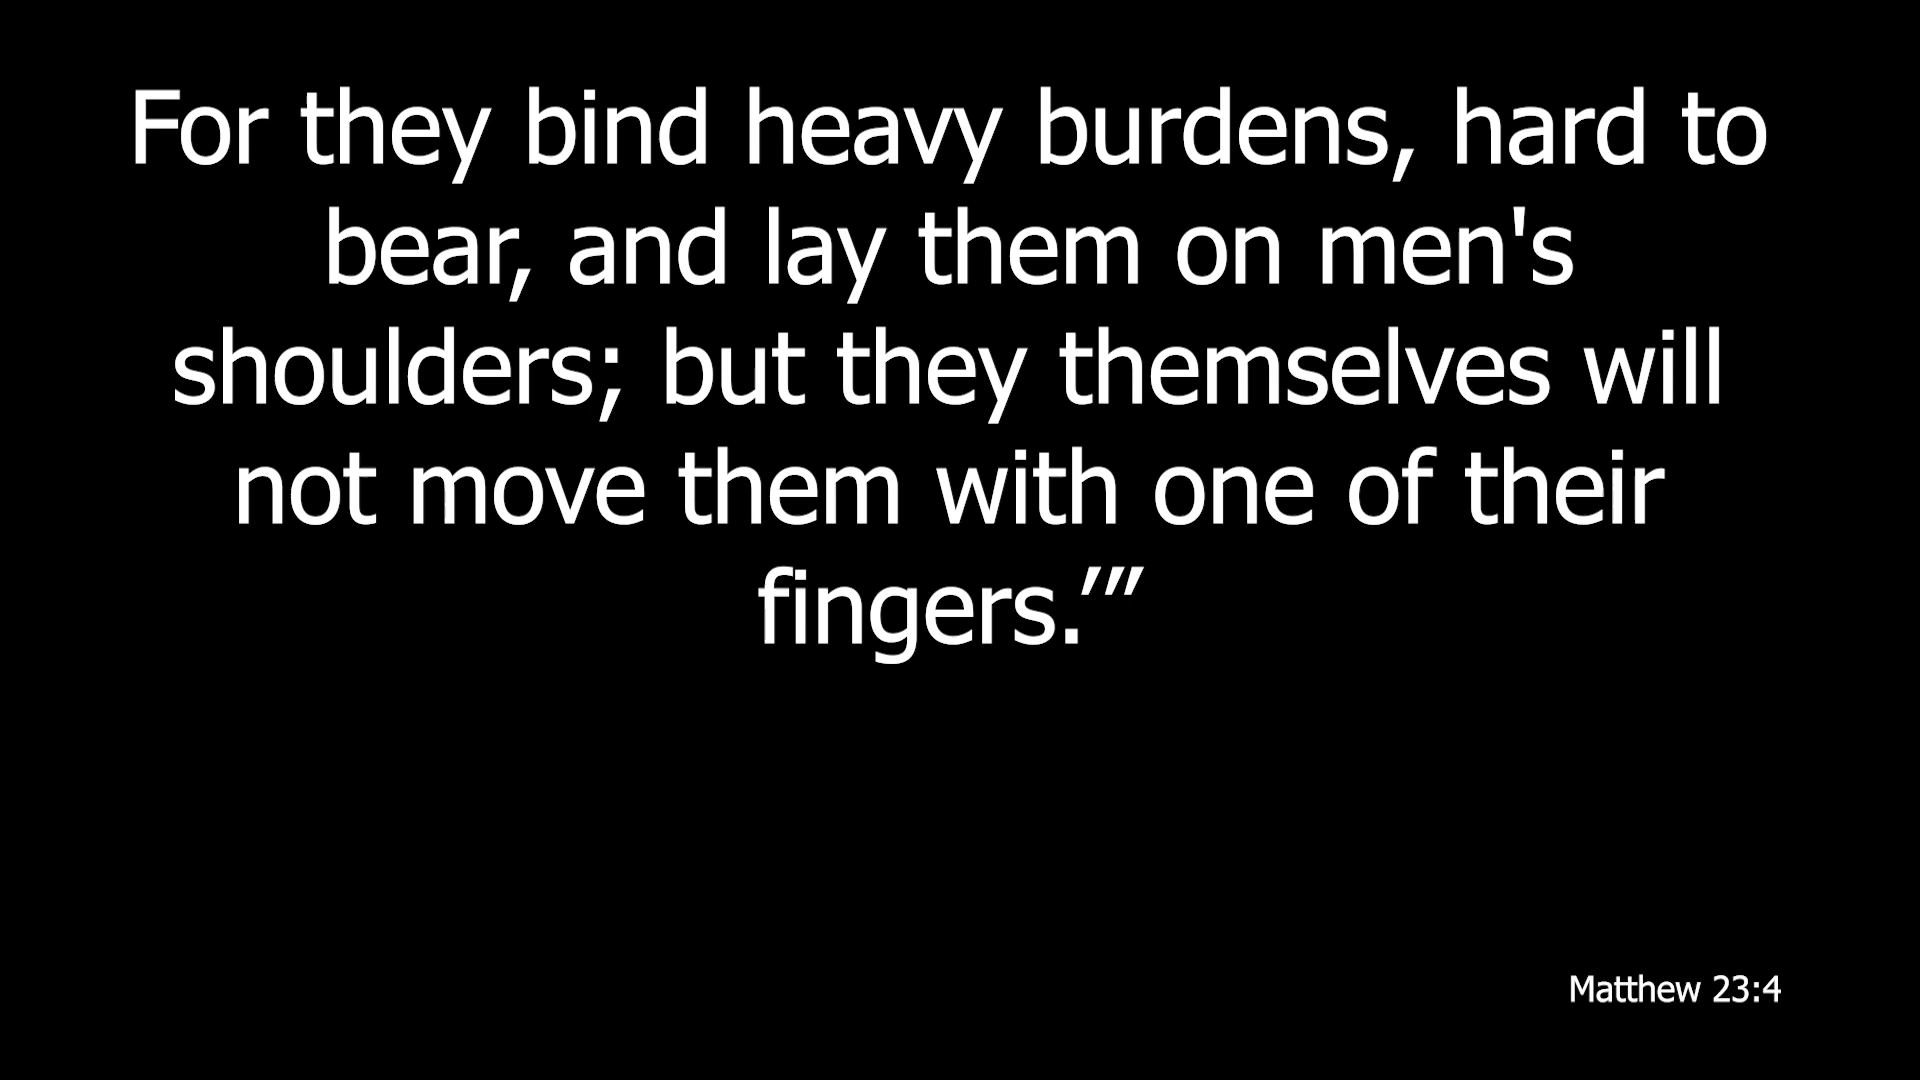 For they bind heavy burdens, hard to
bear, and lay them on men's
shoulders; but they themselves will
not move them with one of their
fingers.’”
Matthew 23:4